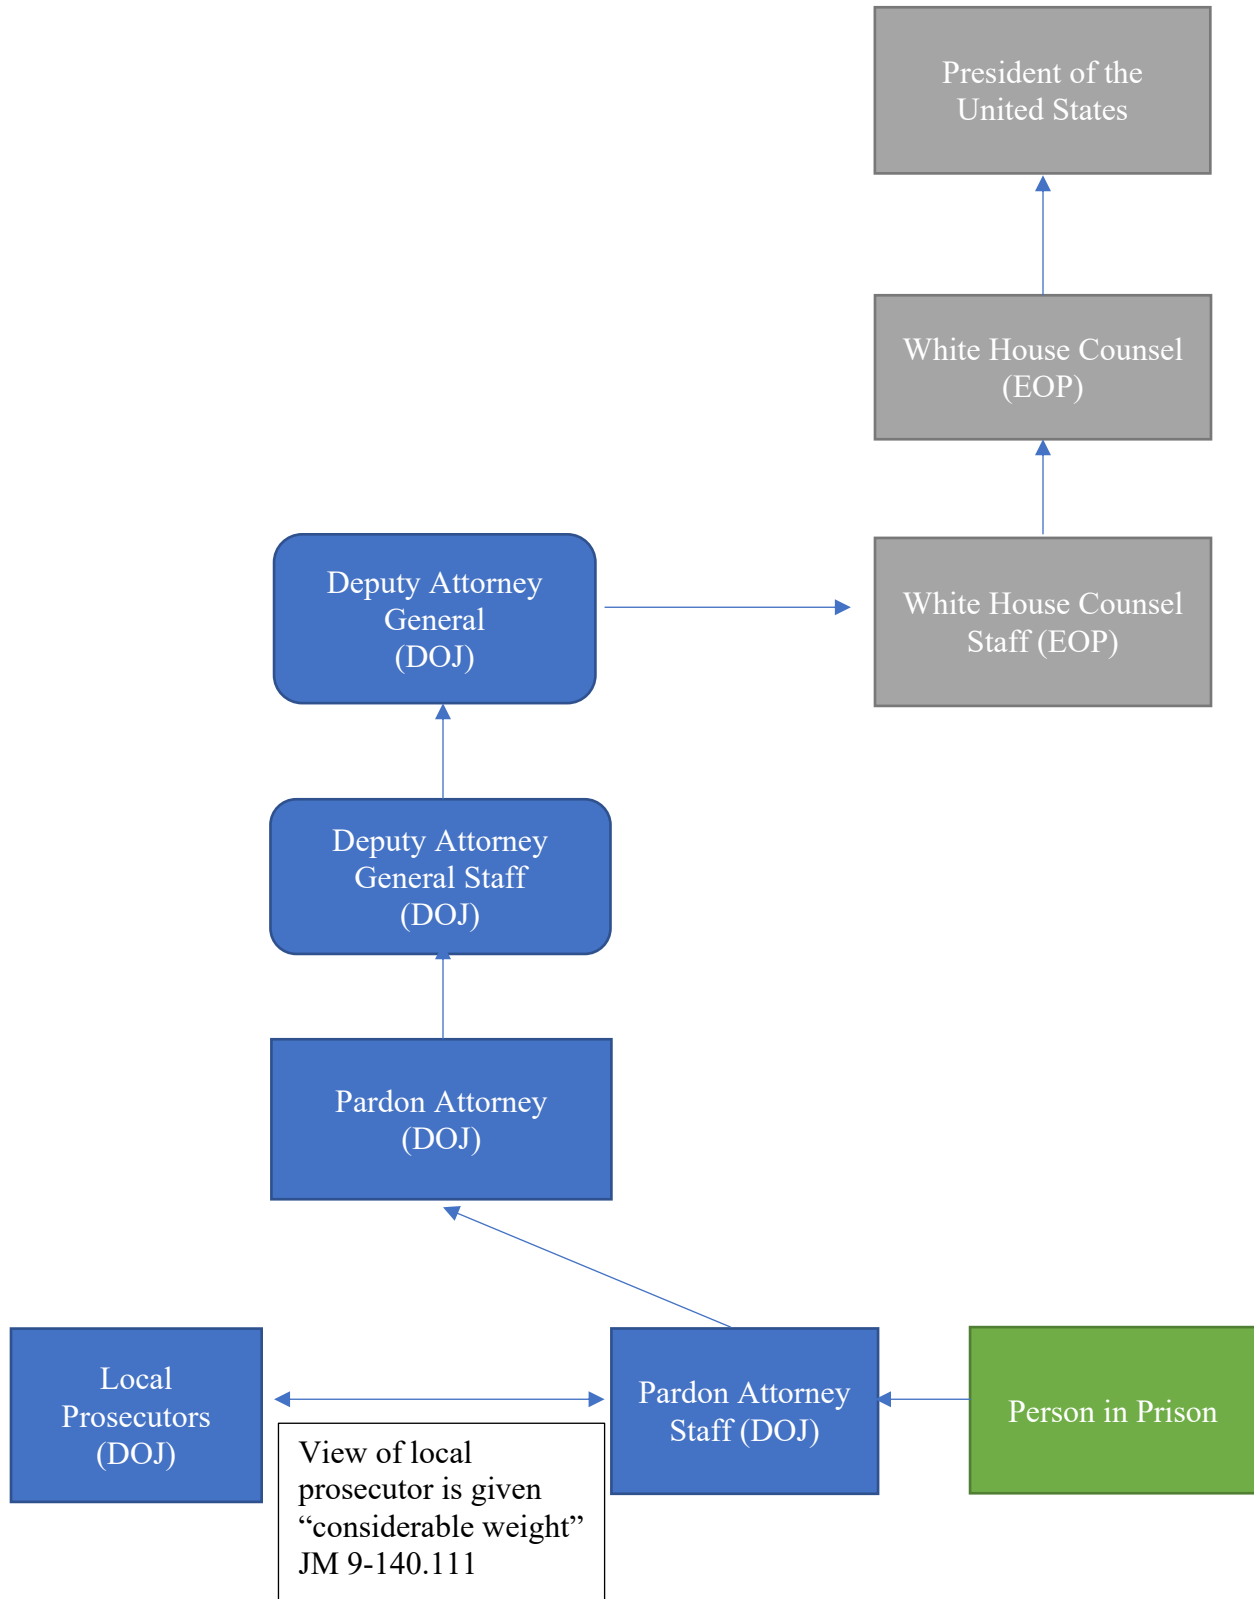 President of the
United States
White House Counsel
(EOP)
White House Counsel
Staff (EOP)
Deputy Attorney
General
(DOJ)
Deputy Attorney
General Staff
(DOJ)
Pardon Attorney
(DOJ)
Local
Prosecutors
(DOJ)
View of local
prosecutor is given
“considerable weight”
JM 9-140.111
Pardon Attorney
Staff (DOJ)
Person in Prison